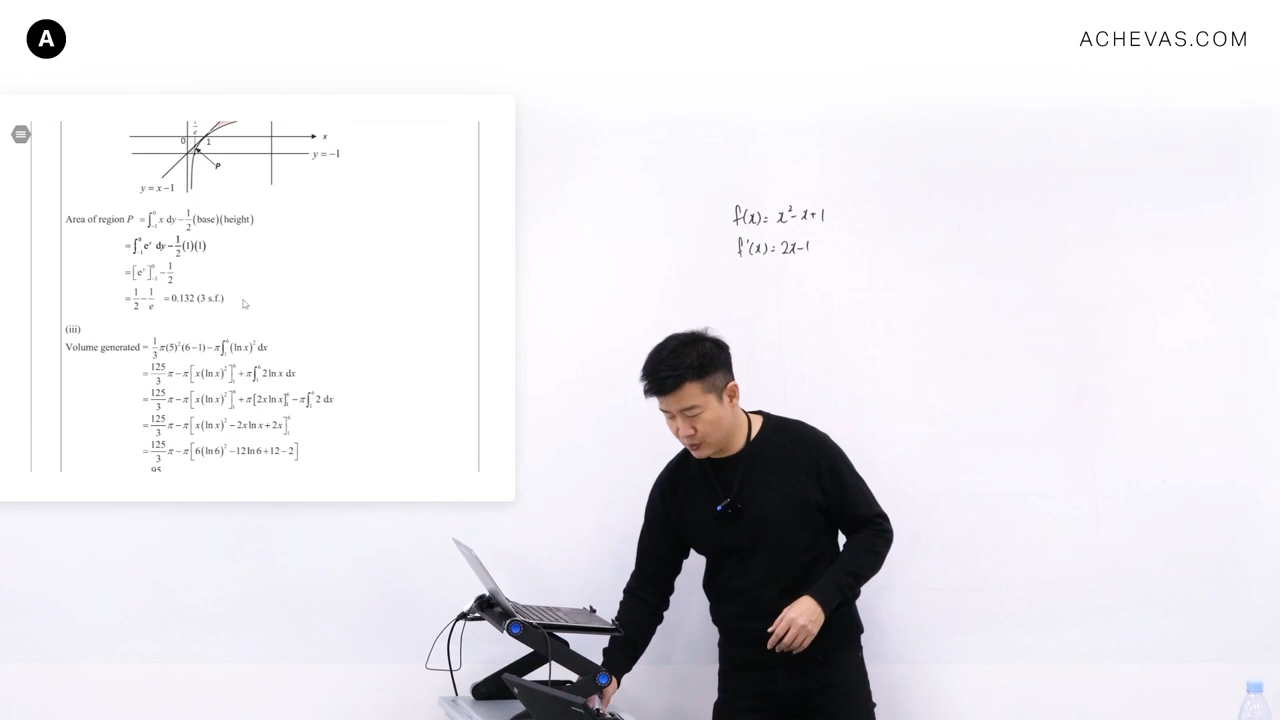 A
ACHEVAS.COM
0
1
x
y = −1
P
y = x−1
Area of region P = ∫₋₁⁰ x dy − 1/2 (base)(height)
= ∫₋₁⁰ eʸ dy − 1/2 (1)(1)
= [eʸ]₋₁⁰ − 1/2
= 1/2 − 1/e = 0.132 (3 s.f.)
(iii)
Volume generated = 1/3 π(5)²(6−1) − π∫₁⁶ (ln x)² dx
= 125/3 π − π[x(ln x)²]₁⁶ + π∫₁⁶ 2 ln x dx
= 125/3 π − π[x(ln x)²]₁⁶ + π[2x ln x]₁⁶ − π∫₁⁶ 2 dx
= 125/3 π − π[x(ln x)² − 2x ln x + 2x]₁⁶
= 125/3 π − π[6(ln 6)² − 12 ln 6 + 12 − 2]
95
f(x) = x² − x + 1
f'(x) = 2x − 1